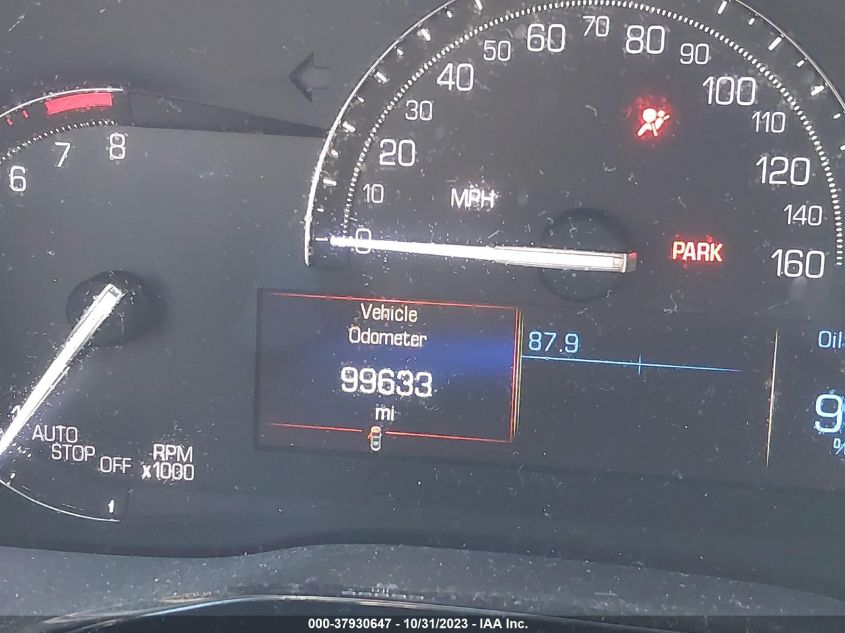 60 70 80
50 90
40 100
30 110
20 120
10 MPH 140
0 PARK 160
6 7 8
Vehicle
Odometer
99633
mi
87.9
Oil
%
AUTO
STOP OFF
RPM
x1000
1
000-37930647 - 10/31/2023 - IAA Inc.